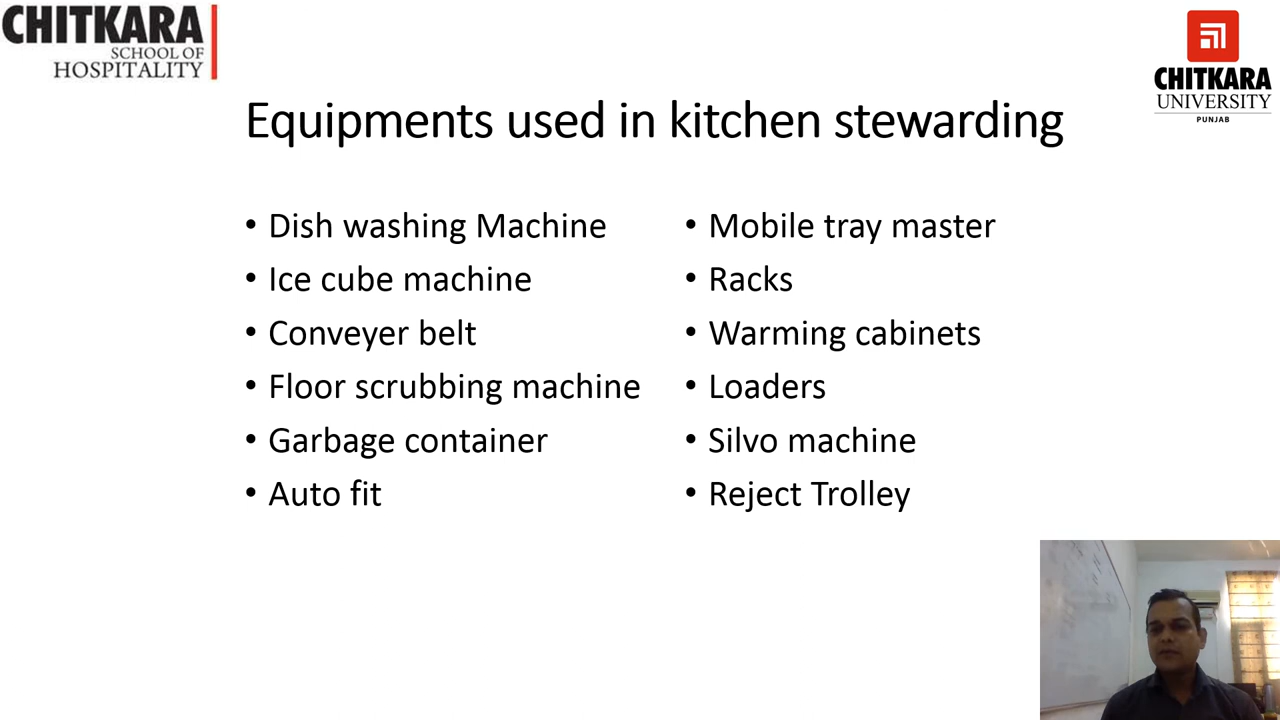 CHITKARA
SCHOOL OF
HOSPITALITY
CHITKARA
UNIVERSITY
PUNJAB
Equipments used in kitchen stewarding
• Dish washing Machine
• Ice cube machine
• Conveyer belt
• Floor scrubbing machine
• Garbage container
• Auto fit
• Mobile tray master
• Racks
• Warming cabinets
• Loaders
• Silvo machine
• Reject Trolley